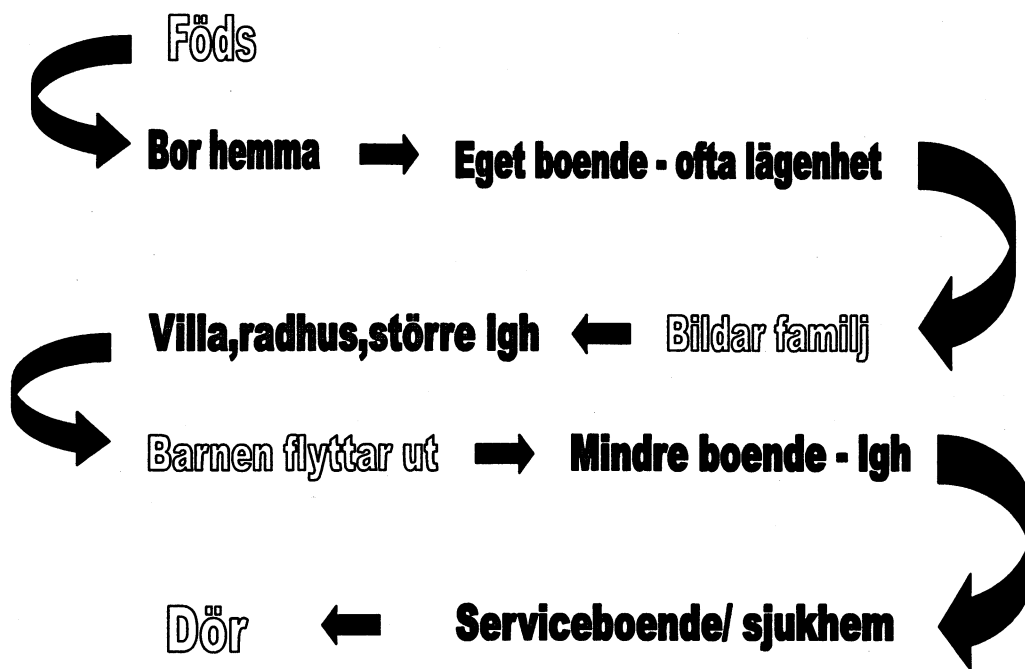 Föds
Bor hemma
Eget boende - ofta lägenhet
Villa,radhus,större lgh
Bildar familj
Barnen flyttar ut
Mindre boende - lgh
Dör
Serviceboende/ sjukhem